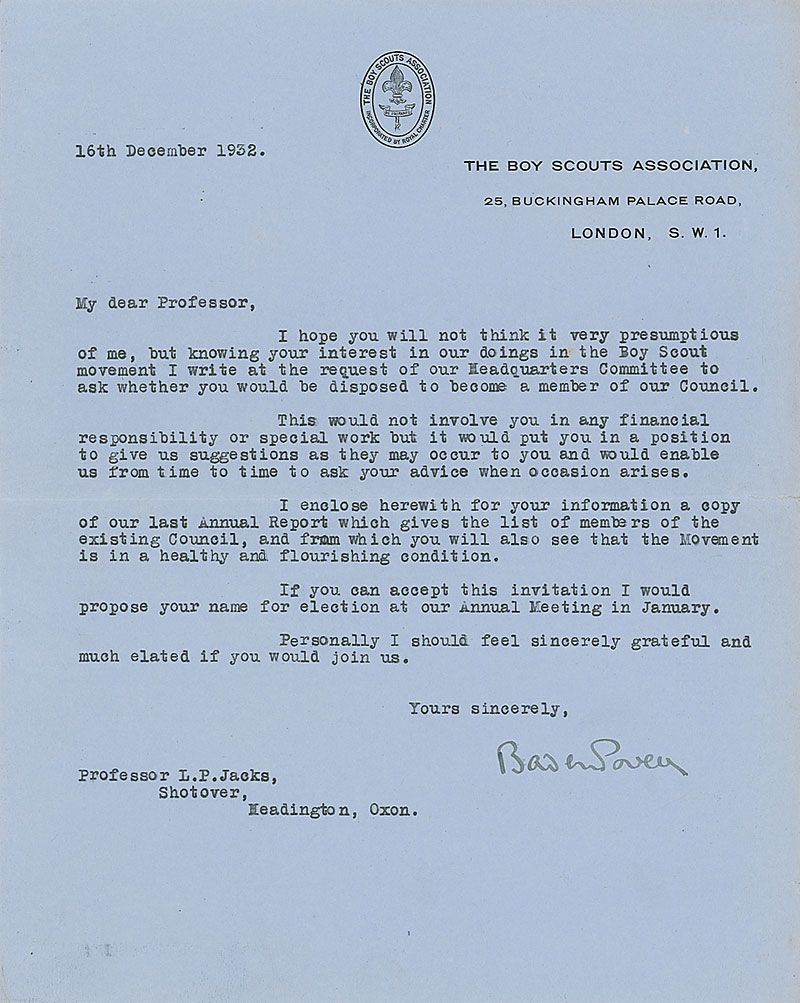 THE BOY SCOUTS ASSOCIATION
INCORPORATED BY ROYAL CHARTER
BE PREPARED
16th December 1932.
THE BOY SCOUTS ASSOCIATION,
25, BUCKINGHAM PALACE ROAD,
LONDON, S. W. 1.
My dear Professor,
I hope you will not think it very presumptious
of me, but knowing your interest in our doings in the Boy Scout
movement I write at the request of our Headquarters Committee to
ask whether you would be disposed to become a member of our Council.
This would not involve you in any financial
responsibility or special work but it would put you in a position
to give us suggestions as they may occur to you and would enable
us from time to time to ask your advice when occasion arises.
I enclose herewith for your information a copy
of our last Annual Report which gives the list of members of the
existing Council, and from which you will also see that the Movement
is in a healthy and flourishing condition.
If you can accept this invitation I would
propose your name for election at our Annual Meeting in January.
Personally I should feel sincerely grateful and
much elated if you would join us.
Yours sincerely,
Baden Powell
Professor L.P.Jacks,
Shotover,
Headington, Oxon.